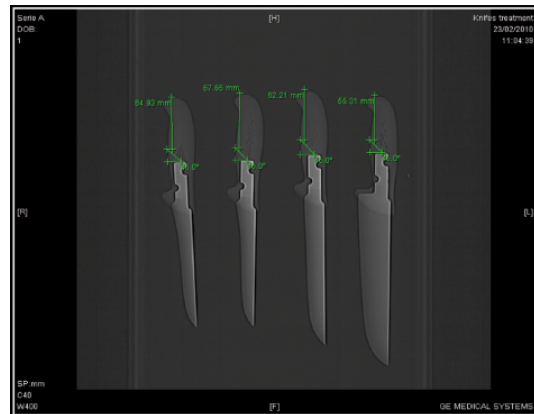 Serie A
DOB:
1
[H]
Knifes treatment
23/02/2010
11:04:39
64.93 mm
67.66 mm
62.21 mm
65.01 mm
[R]
[L]
SP:mm
C40
W400
[F]
GE MEDICAL SYSTEMS